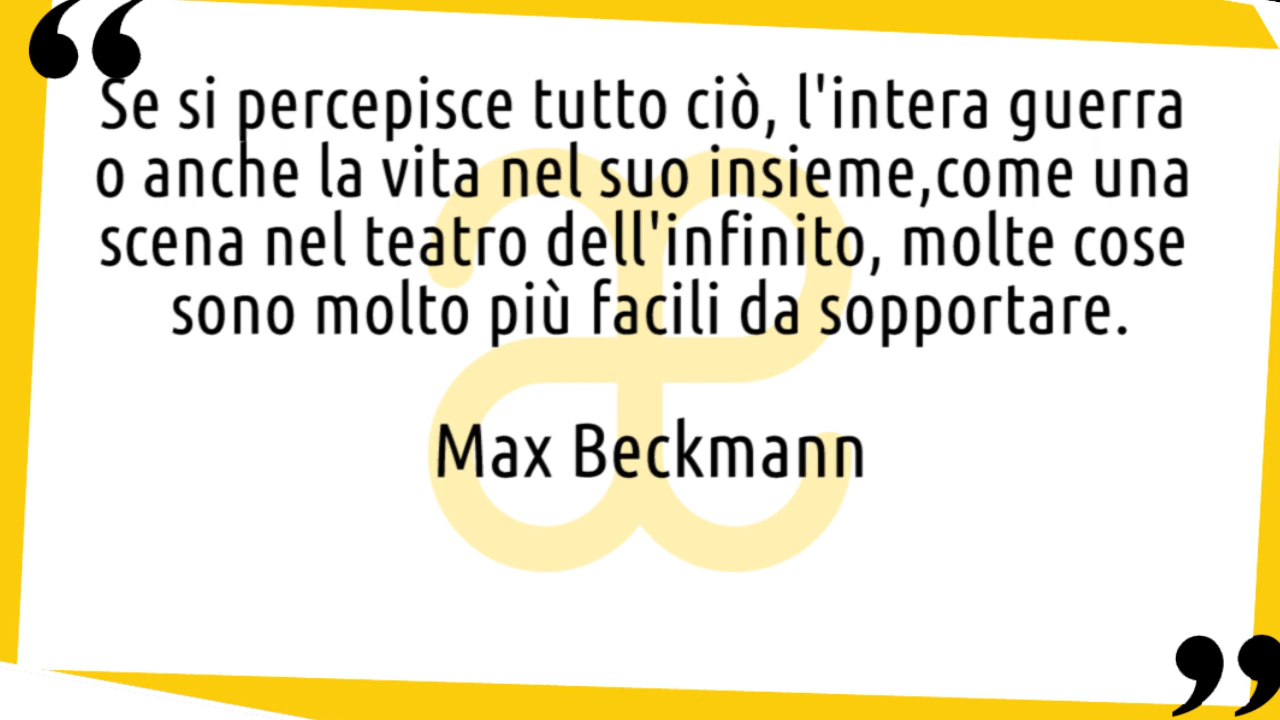 Se si percepisce tutto ciò, l'intera guerra
o anche la vita nel suo insieme,come una
scena nel teatro dell'infinito, molte cose
sono molto più facili da sopportare.
Max Beckmann